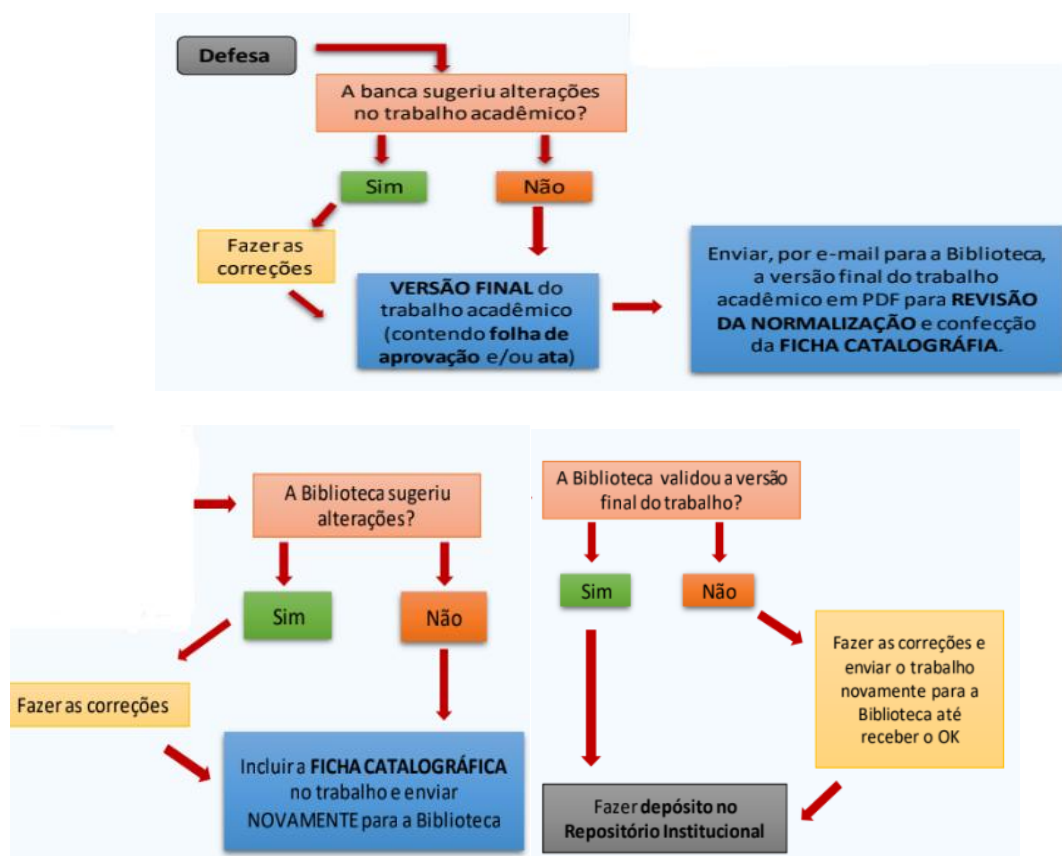 Defesa
A banca sugeriu alterações
no trabalho acadêmico?
Sim
Não
Fazer as
correções
VERSÃO FINAL do
trabalho acadêmico
(contendo folha de
aprovação e/ou ata)
Enviar, por e-mail para a Biblioteca,
a versão final do trabalho
acadêmico em PDF para REVISÃO
DA NORMALIZAÇÃO e confecção
da FICHA CATALOGRÁFIA.
A Biblioteca sugeriu
alterações?
Sim
Não
Fazer as correções
Incluir a FICHA CATALOGRÁFICA
no trabalho e enviar
NOVAMENTE para a Biblioteca
A Biblioteca validou a versão
final do trabalho?
Sim
Não
Fazer as correções e
enviar o trabalho
novamente para a
Biblioteca até
receber o OK
Fazer depósito no
Repositório Institucional